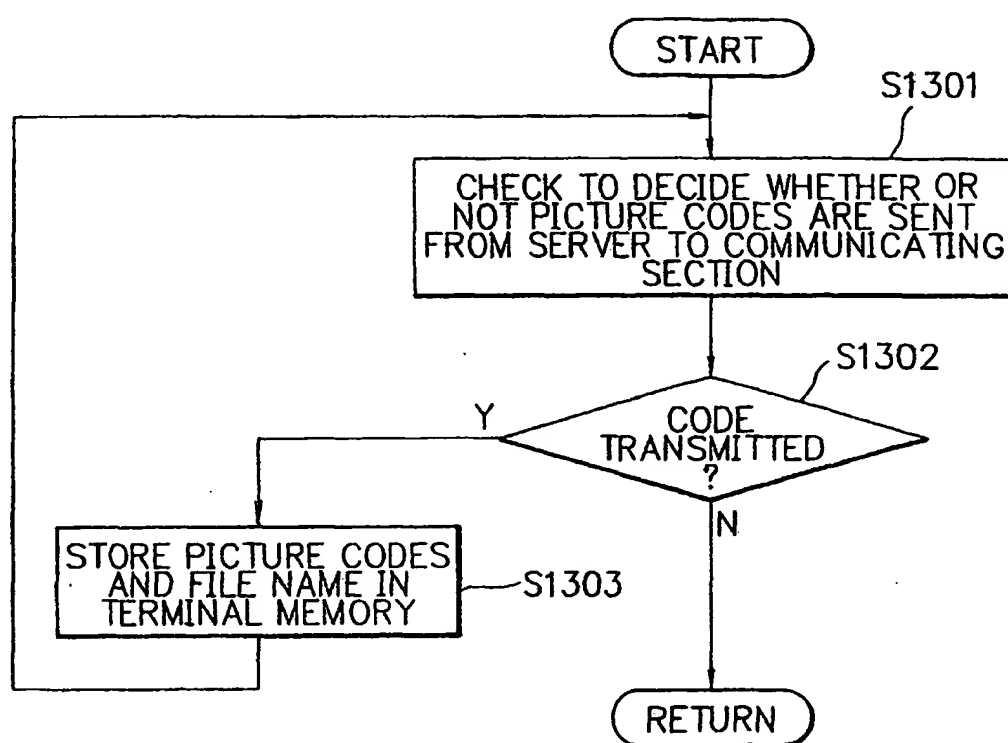 START
S1301
CHECK TO DECIDE WHETHER OR
NOT PICTURE CODES ARE SENT
FROM SERVER TO COMMUNICATING
SECTION
S1302
CODE
TRANSMITTED
?
Y
N
STORE PICTURE CODES
AND FILE NAME IN
TERMINAL MEMORY
S1303
RETURN